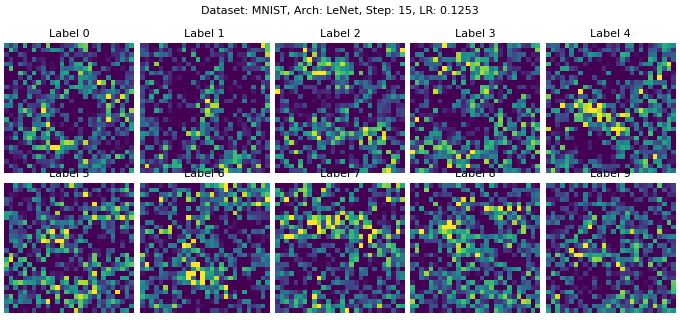 Dataset: MNIST, Arch: LeNet, Step: 15, LR: 0.1253
Label 0 Label 1 Label 2 Label 3 Label 4
Label 5 Label 6 Label 7 Label 8 Label 9